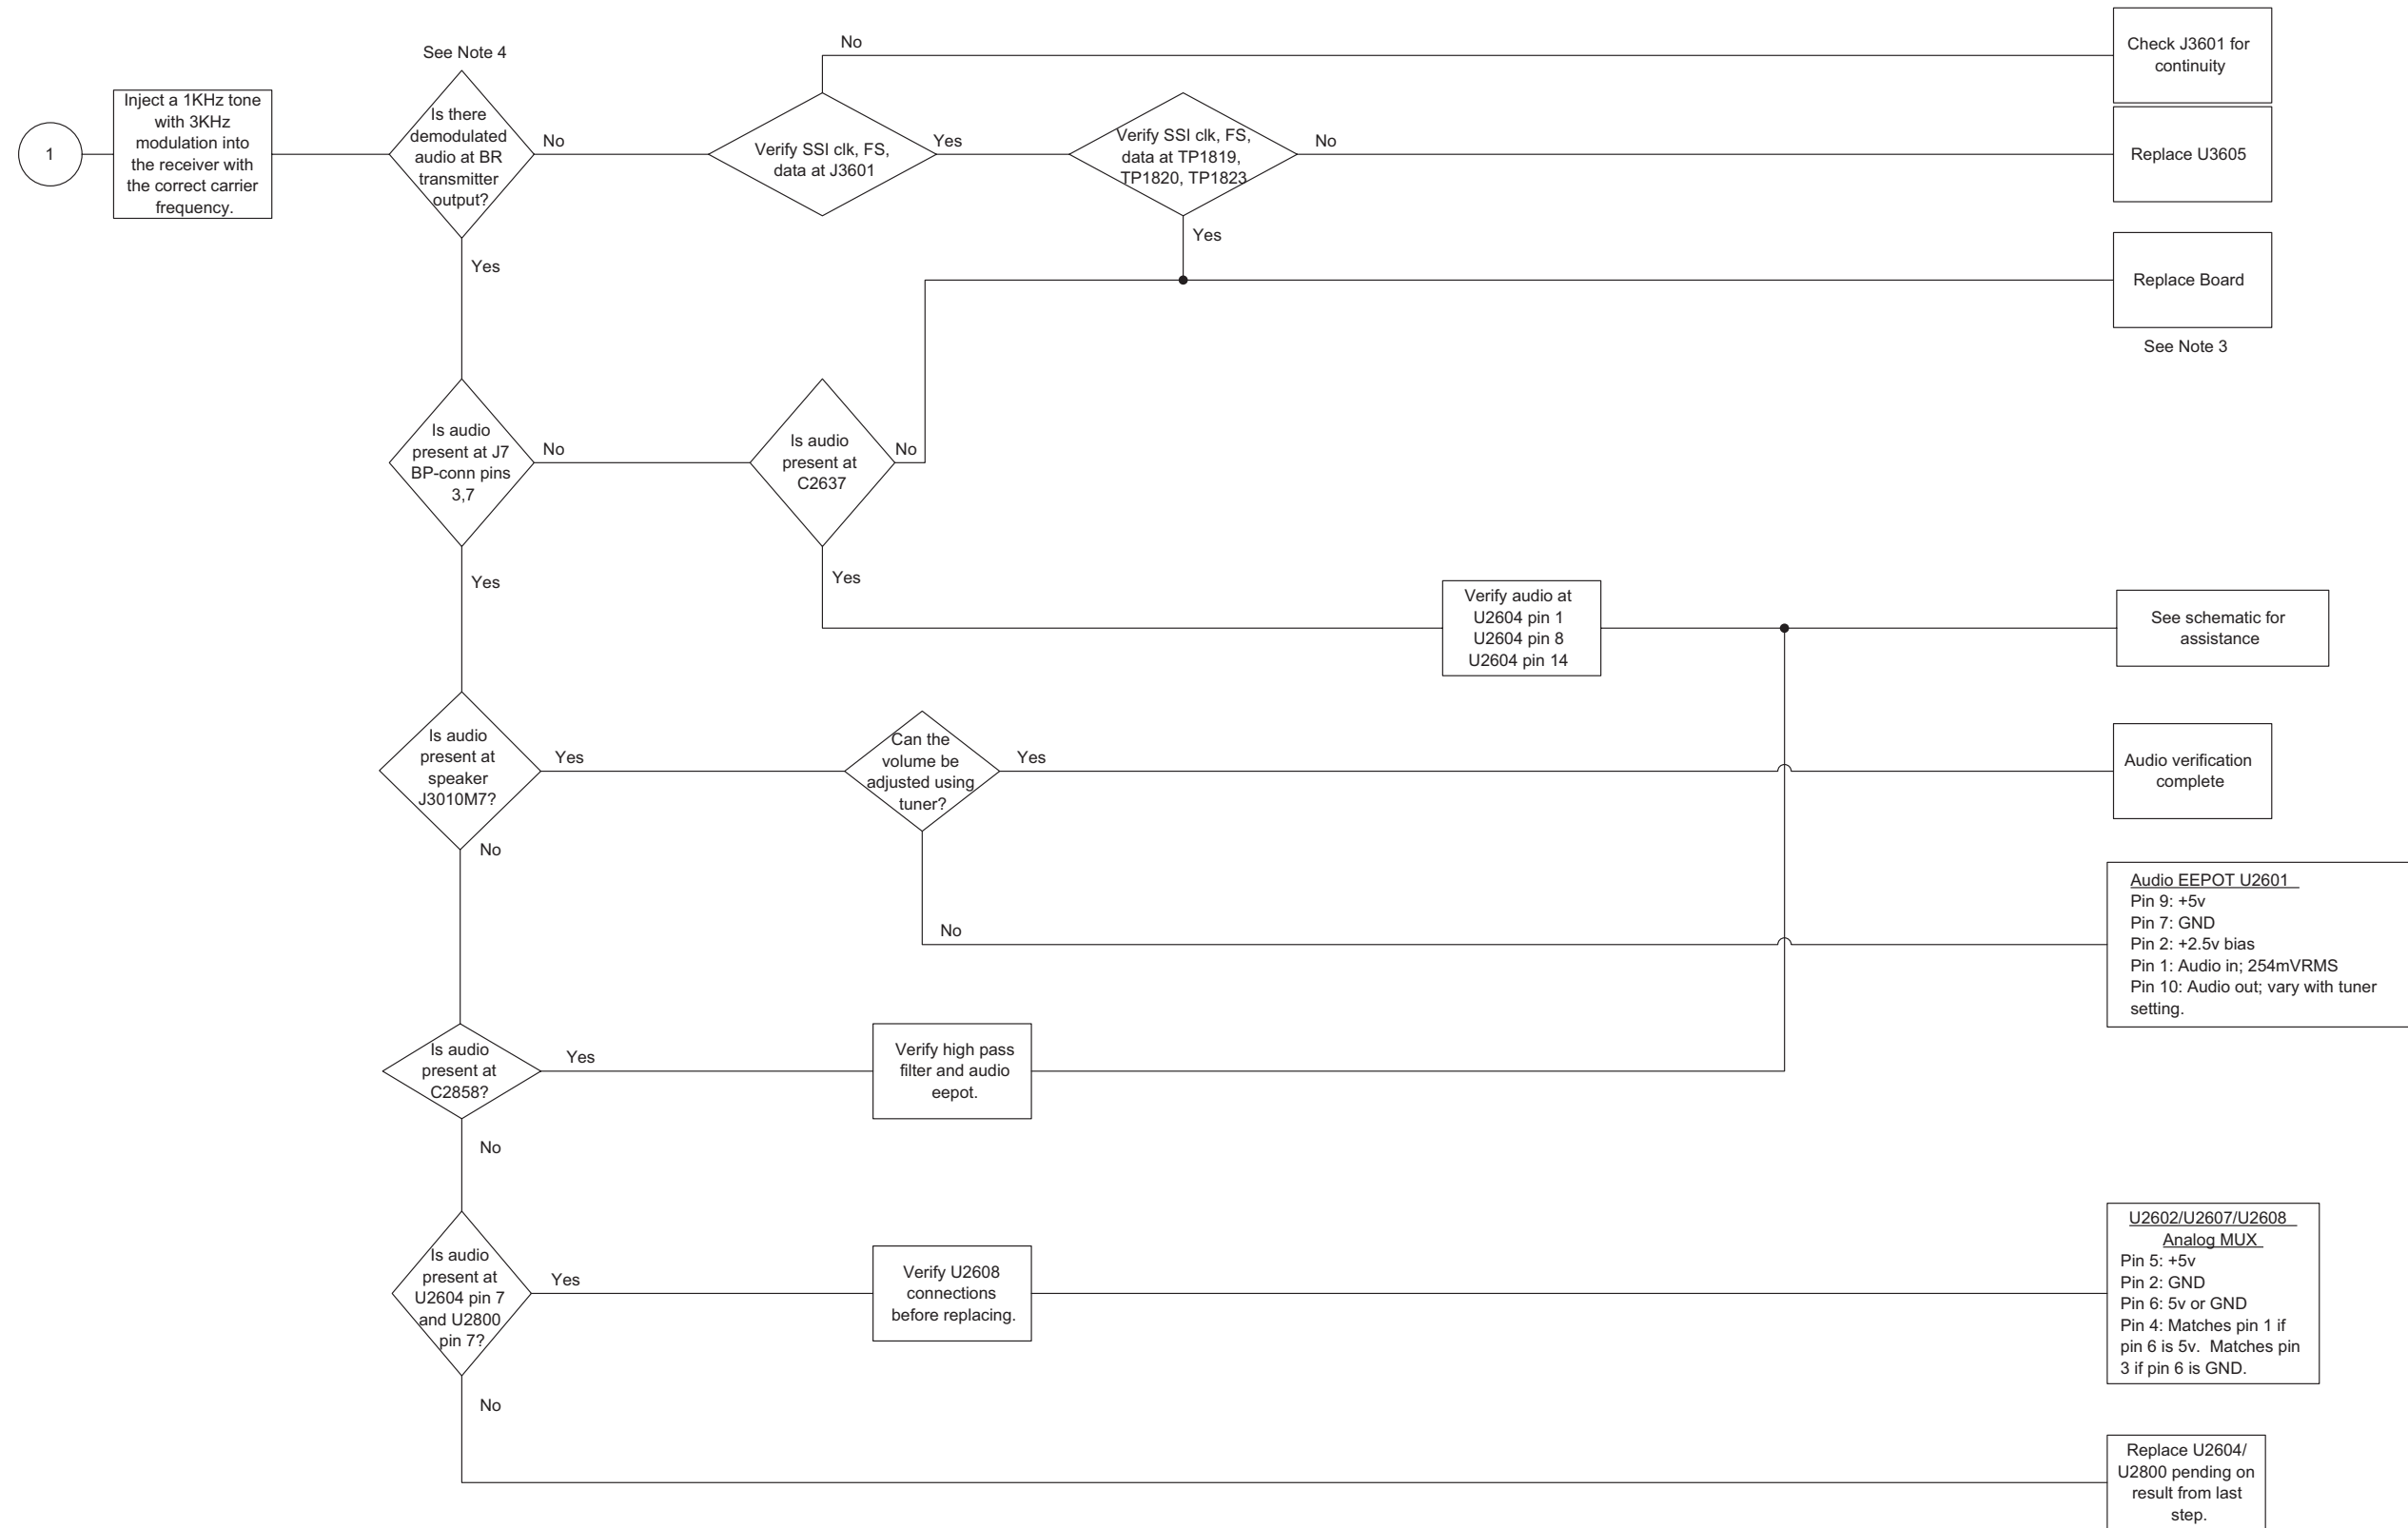 See Note 4
No
Check J3601 for
continuity
1
Inject a 1KHz tone
with 3KHz
modulation into
the receiver with
the correct carrier
frequency.
Is there
demodulated
audio at BR
transmitter
output?
No
Verify SSI clk, FS,
data at J3601
Yes
Verify SSI clk, FS,
data at TP1819,
TP1820, TP1823
No
Replace U3605
Yes
Yes
Replace Board
See Note 3
Is audio
present at J7
BP-conn pins
3,7
No
Is audio
present at
C2637
No
Yes
Yes
Verify audio at
U2604 pin 1
U2604 pin 8
U2604 pin 14
See schematic for
assistance
Is audio
present at
speaker
J3010M7?
Yes
Can the
volume be
adjusted using
tuner?
Yes
Audio verification
complete
No
No
Audio EEPOT U2601
Pin 9: +5v
Pin 7: GND
Pin 2: +2.5v bias
Pin 1: Audio in; 254mVRMS
Pin 10: Audio out; vary with tuner
setting.
Is audio
present at
C2858?
Yes
Verify high pass
filter and audio
eepot.
No
Is audio
present at
U2604 pin 7
and U2800
pin 7?
Yes
Verify U2608
connections
before replacing.
U2602/U2607/U2608
Analog MUX
Pin 5: +5v
Pin 2: GND
Pin 6: 5v or GND
Pin 4: Matches pin 1 if
pin 6 is 5v.  Matches pin
3 if pin 6 is GND.
No
Replace U2604/
U2800 pending on
result from last
step.